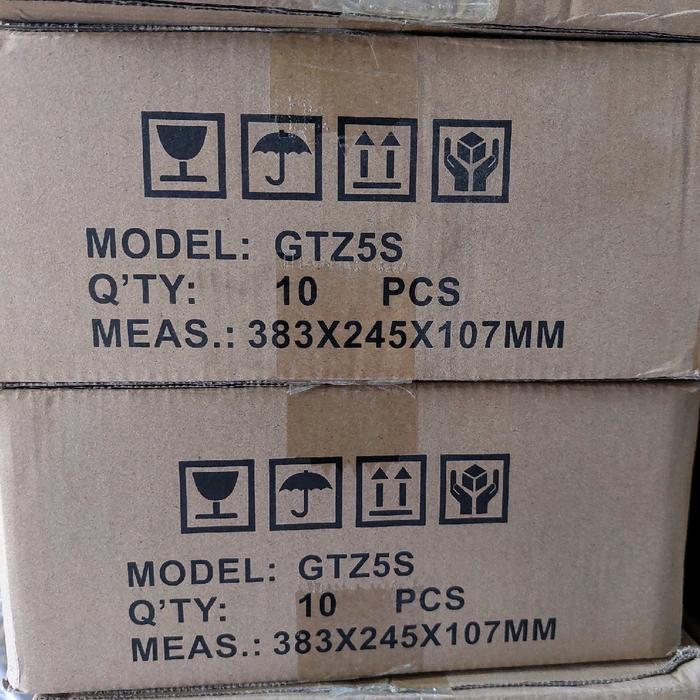 MODEL: GTZ5S
Q'TY: 10 PCS
MEAS.: 383X245X107MM
MODEL: GTZ5S
Q'TY: 10 PCS
MEAS.: 383X245X107MM